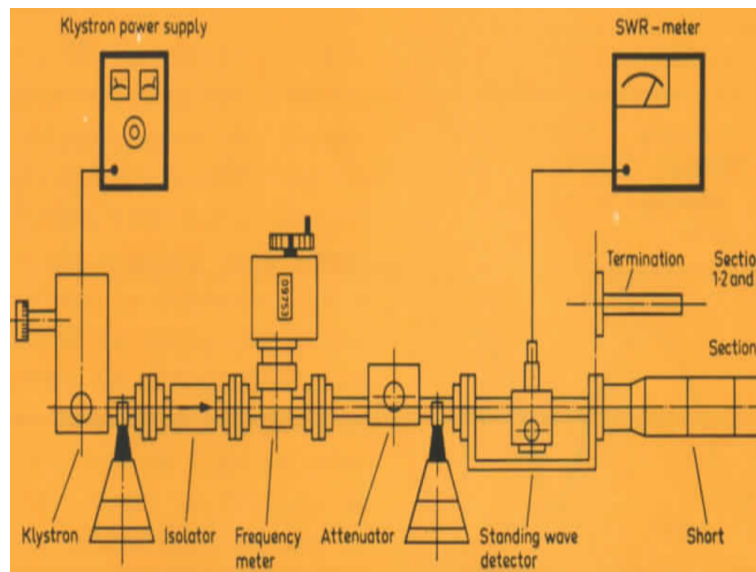 Klystron power supply
SWR-meter
09753
Termination
Sectio
1-2 and
Section
Klystron
Isolator
Frequency
meter
Attenuator
Standing wave
detector
Short